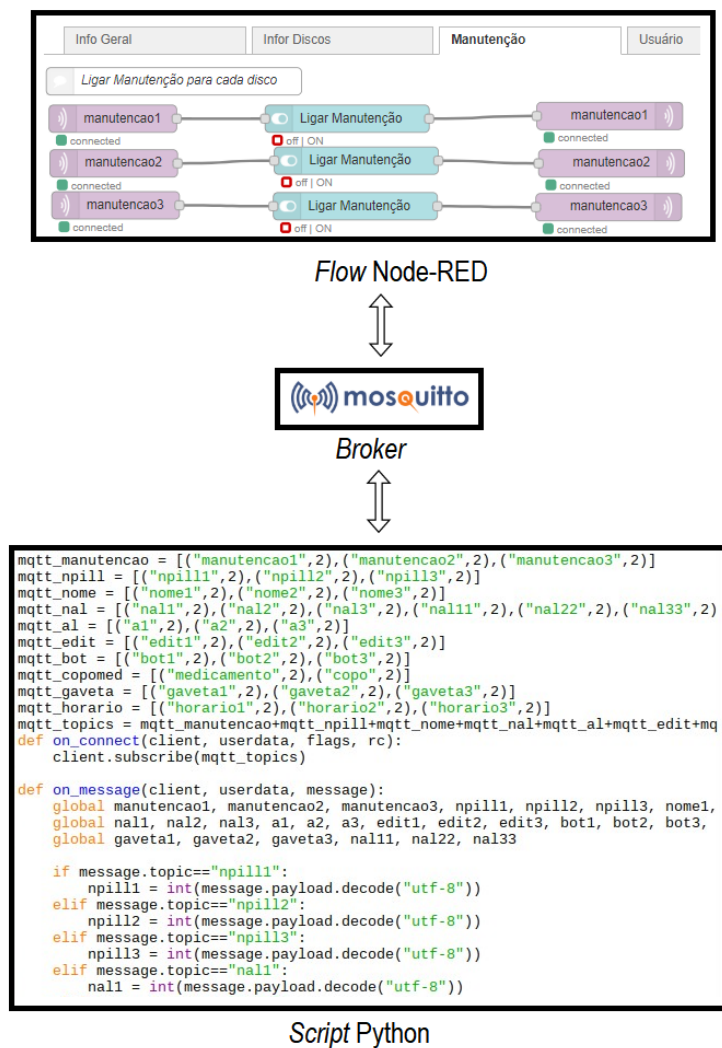 Info Geral Infor Discos Manutenção Usuário
Ligar Manutenção para cada disco
manutencao1 Ligar Manutenção manutencao1
connected off | ON connected
manutencao2 Ligar Manutenção manutencao2
connected off | ON connected
manutencao3 Ligar Manutenção manutencao3
connected off | ON connected
Flow Node-RED
mosquitto
Broker
mqtt_manutencao = [("manutencao1",2),("manutencao2",2),("manutencao3",2)]
mqtt_npill = [("npill1",2),("npill2",2),("npill3",2)]
mqtt_nome = [("nome1",2),("nome2",2),("nome3",2)]
mqtt_nal = [("nal1",2),("nal2",2),("nal3",2),("nal11",2),("nal22",2),("nal33",2)
mqtt_al = [("a1",2),("a2",2),("a3",2)]
mqtt_edit = [("edit1",2),("edit2",2),("edit3",2)]
mqtt_bot = [("bot1",2),("bot2",2),("bot3",2)]
mqtt_copomed = [("medicamento",2),("copo",2)]
mqtt_gaveta = [("gaveta1",2),("gaveta2",2),("gaveta3",2)]
mqtt_horario = [("horario1",2),("horario2",2),("horario3",2)]
mqtt_topics = mqtt_manutencao+mqtt_npill+mqtt_nome+mqtt_nal+mqtt_al+mqtt_edit+mq
def on_connect(client, userdata, flags, rc):
    client.subscribe(mqtt_topics)
def on_message(client, userdata, message):
    global manutencao1, manutencao2, manutencao3, npill1, npill2, npill3, nome1,
    global nal1, nal2, nal3, a1, a2, a3, edit1, edit2, edit3, bot1, bot2, bot3,
    global gaveta1, gaveta2, gaveta3, nal11, nal22, nal33
    if message.topic=="npill1":
        npill1 = int(message.payload.decode("utf-8"))
    elif message.topic=="npill2":
        npill2 = int(message.payload.decode("utf-8"))
    elif message.topic=="npill3":
        npill3 = int(message.payload.decode("utf-8"))
    elif message.topic=="nal1":
        nal1 = int(message.payload.decode("utf-8"))
Script Python